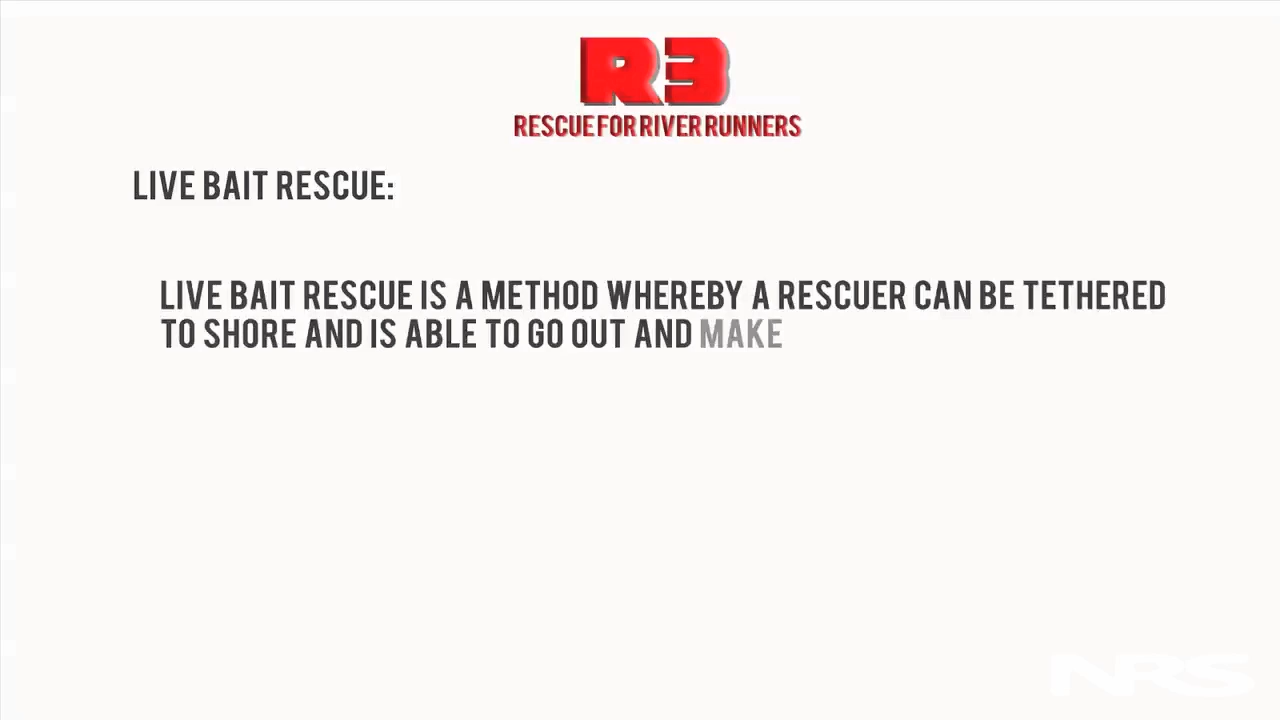 R3
RESCUE FOR RIVER RUNNERS
LIVE BAIT RESCUE:
LIVE BAIT RESCUE IS A METHOD WHEREBY A RESCUER CAN BE TETHERED
TO SHORE AND IS ABLE TO GO OUT AND MAKE
NRS